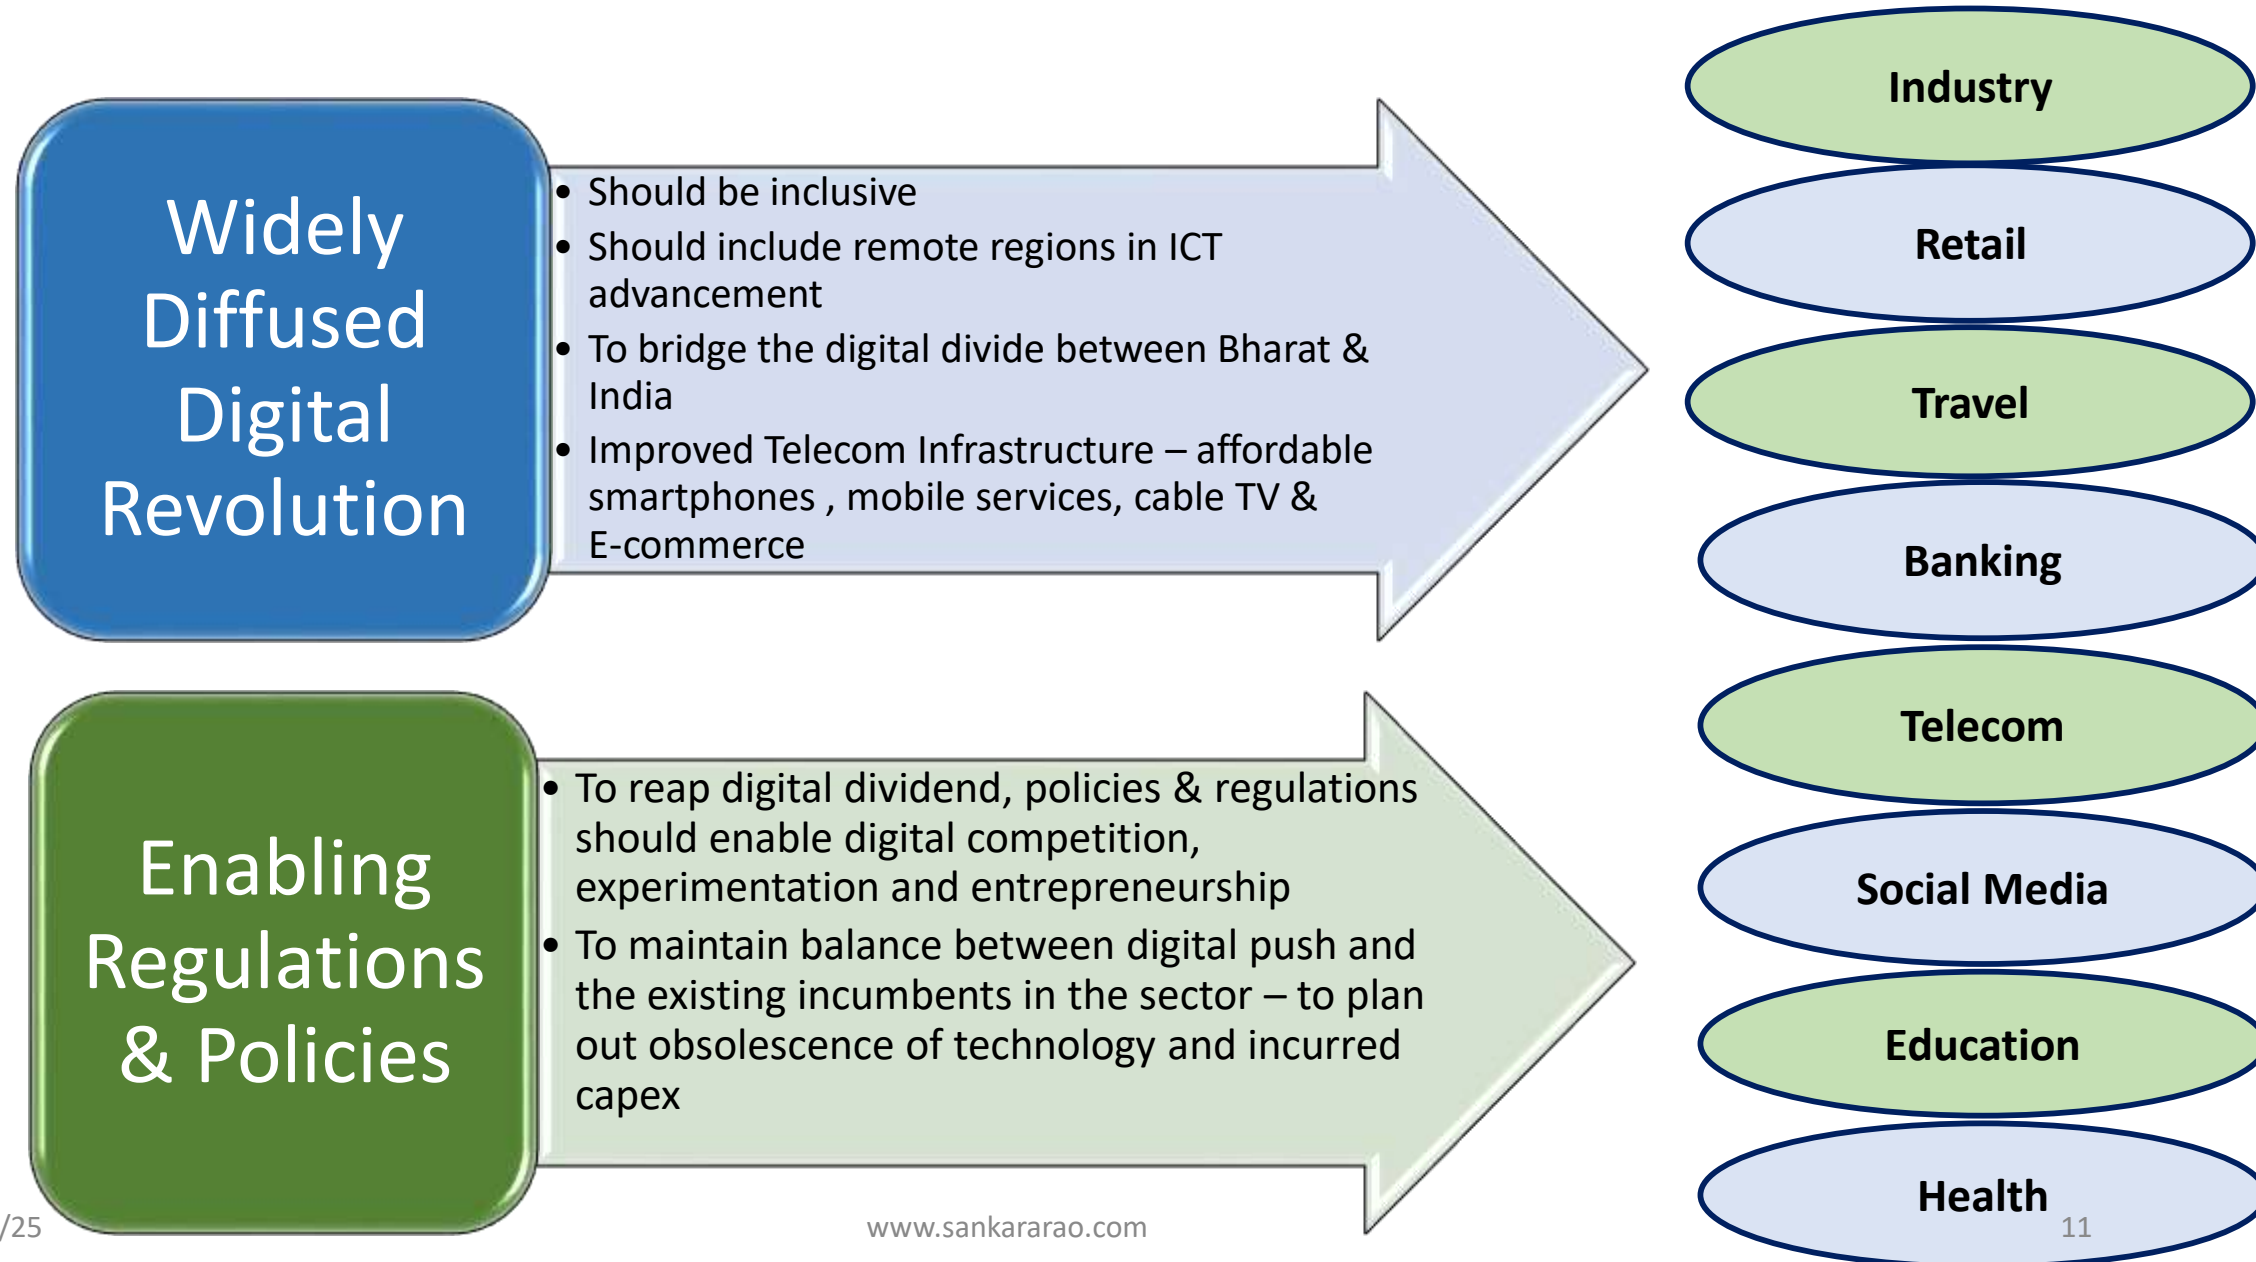 Widely
Diffused
Digital
Revolution
• Should be inclusive
• Should include remote regions in ICT
advancement
• To bridge the digital divide between Bharat &
India
• Improved Telecom Infrastructure – affordable
smartphones , mobile services, cable TV &
E-commerce
Enabling
Regulations
& Policies
• To reap digital dividend, policies & regulations
should enable digital competition,
experimentation and entrepreneurship
• To maintain balance between digital push and
the existing incumbents in the sector – to plan
out obsolescence of technology and incurred
capex
Industry
Retail
Travel
Banking
Telecom
Social Media
Education
Health
/25
www.sankararao.com
11